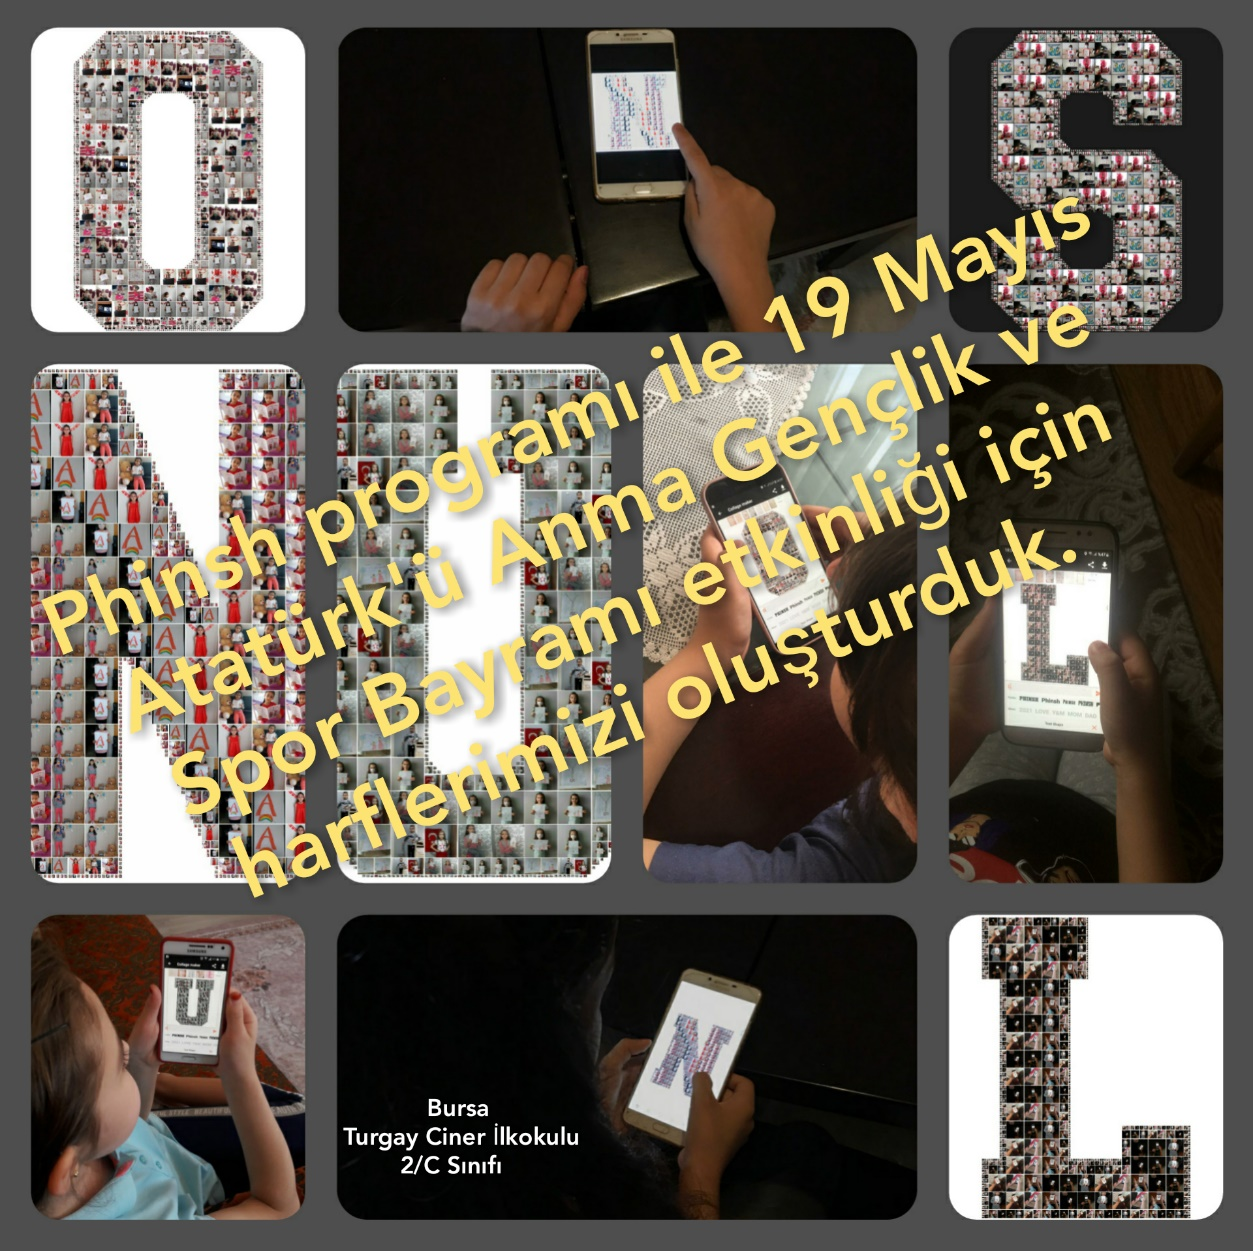 O
N
S
Phinsh programı ile 19 Mayıs
Atatürk'ü Anma Gençlik ve
Spor Bayramı etkinliği için
harflerimizi oluşturduk.
N
U
L
U
N
L
Bursa
Turgay Ciner İlkokulu
2/C Sınıfı